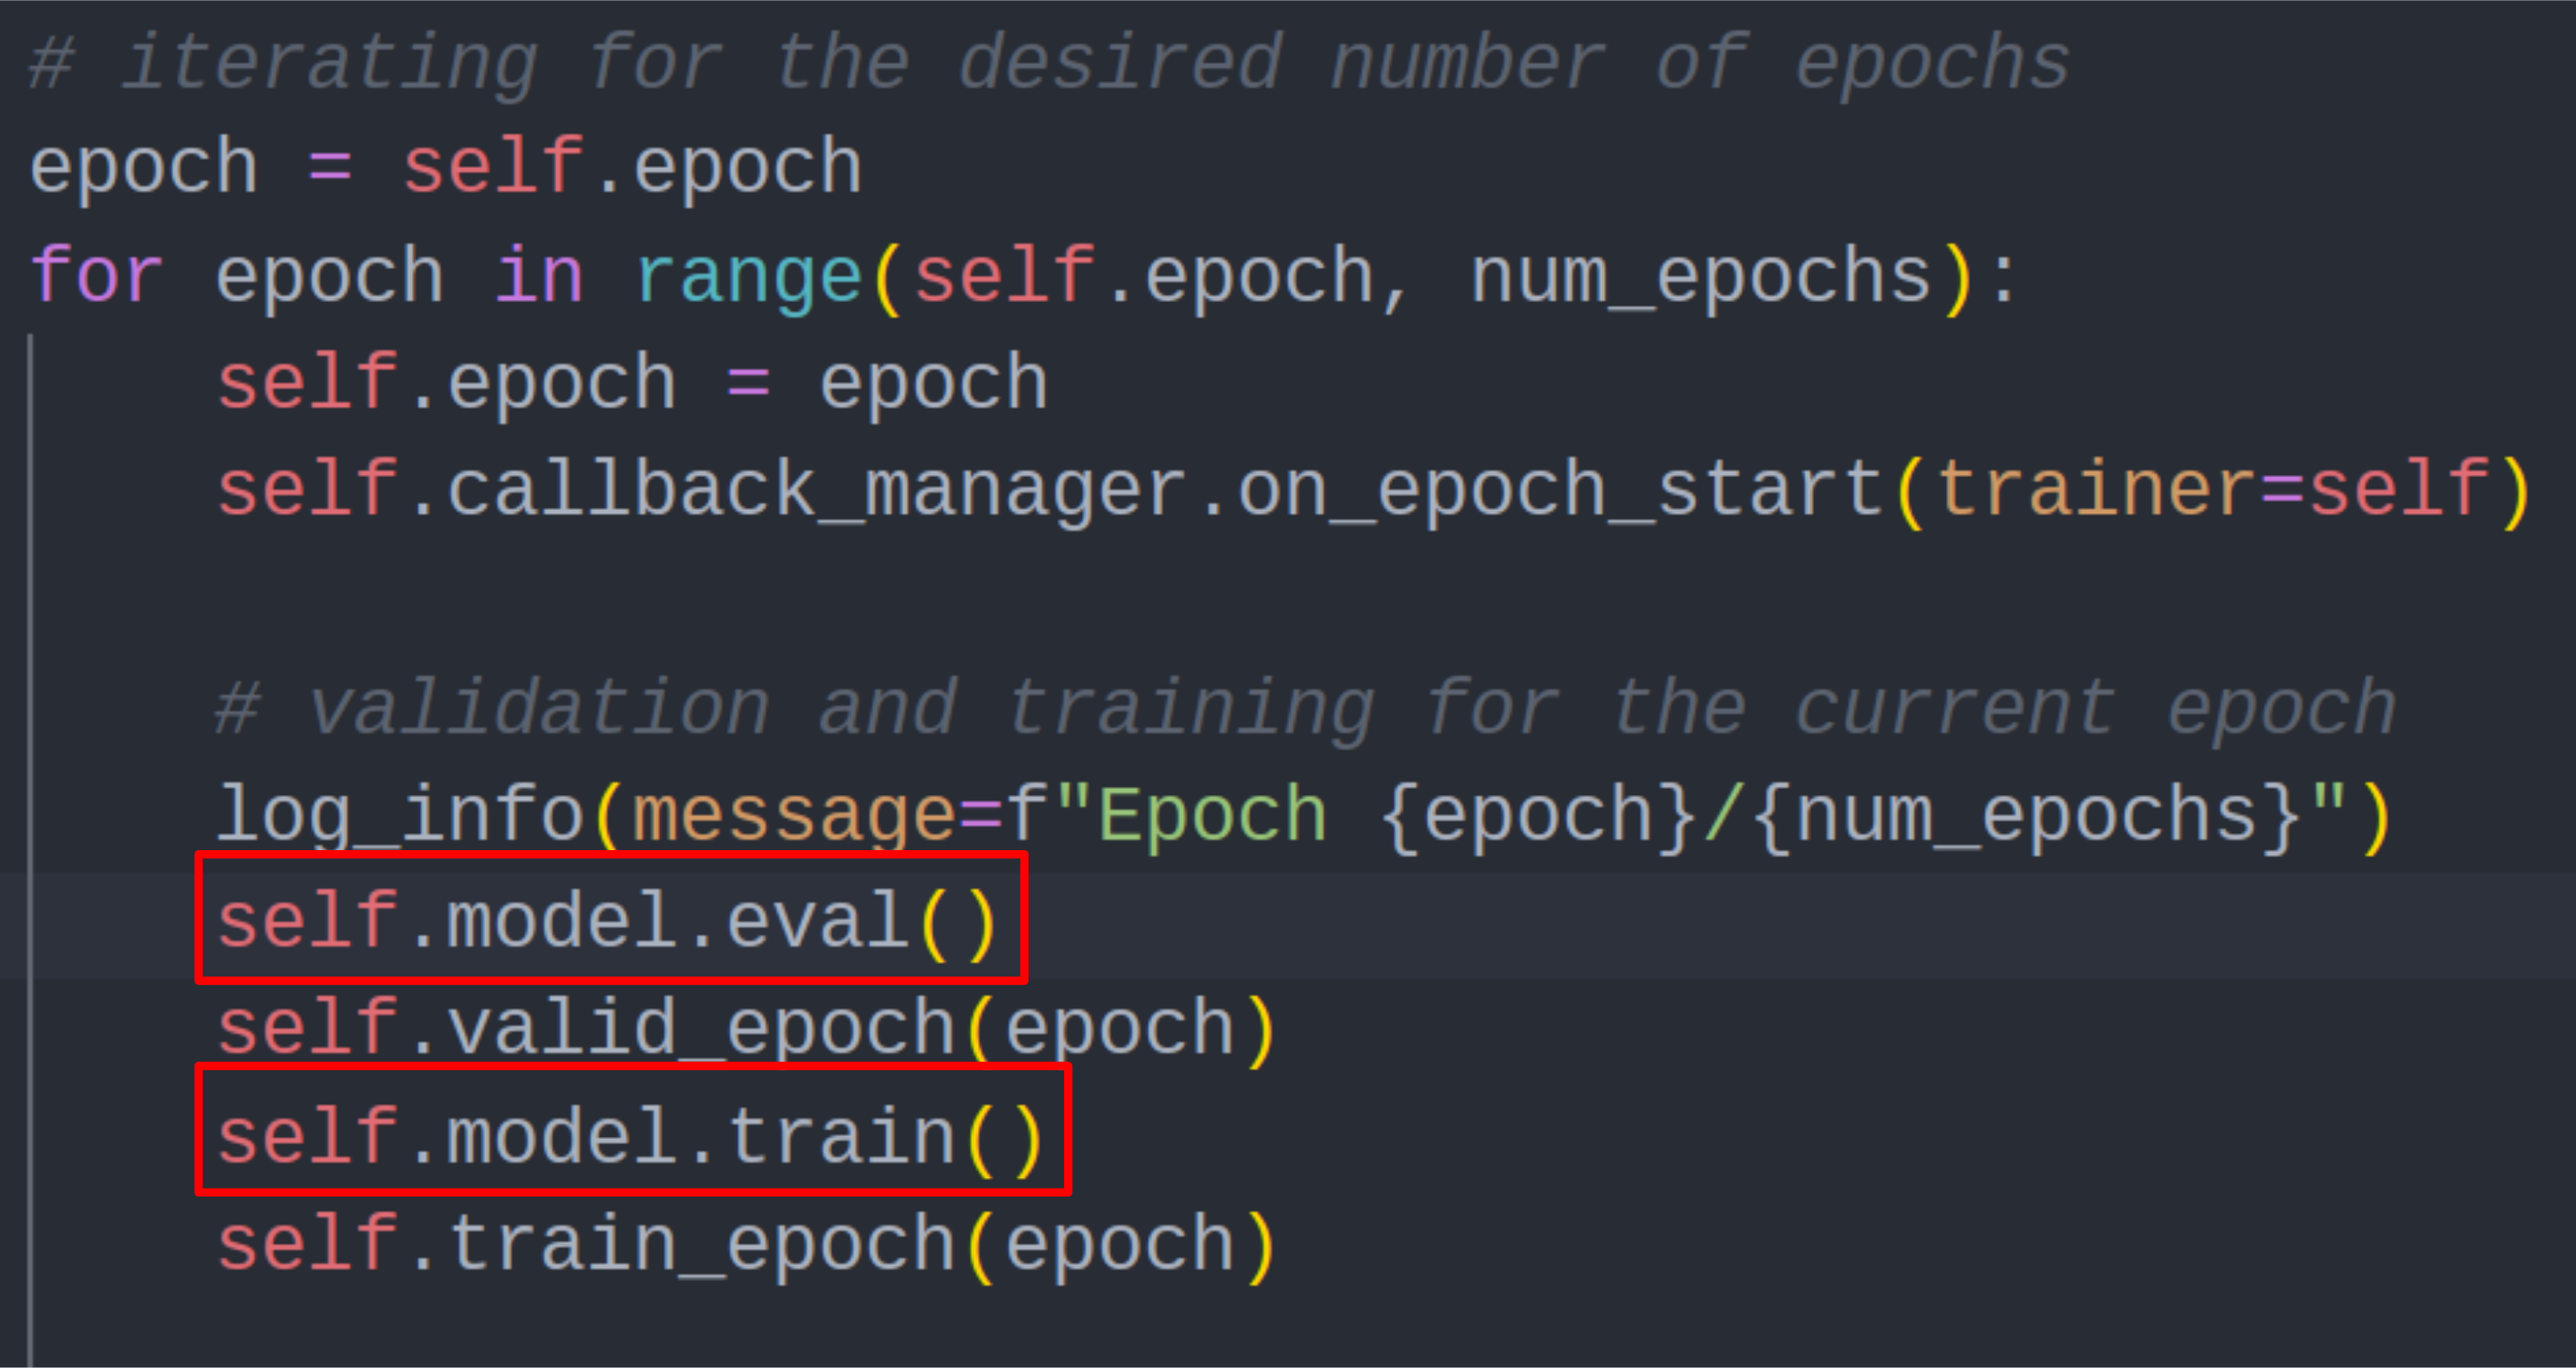 # iterating for the desired number of epochs
epoch = self.epoch
for epoch in range(self.epoch, num_epochs):
    self.epoch = epoch
    self.callback_manager.on_epoch_start(trainer=self)

    # validation and training for the current epoch
    log_info(message=f"Epoch {epoch}/{num_epochs}")
    self.model.eval()
    self.valid_epoch(epoch)
    self.model.train()
    self.train_epoch(epoch)